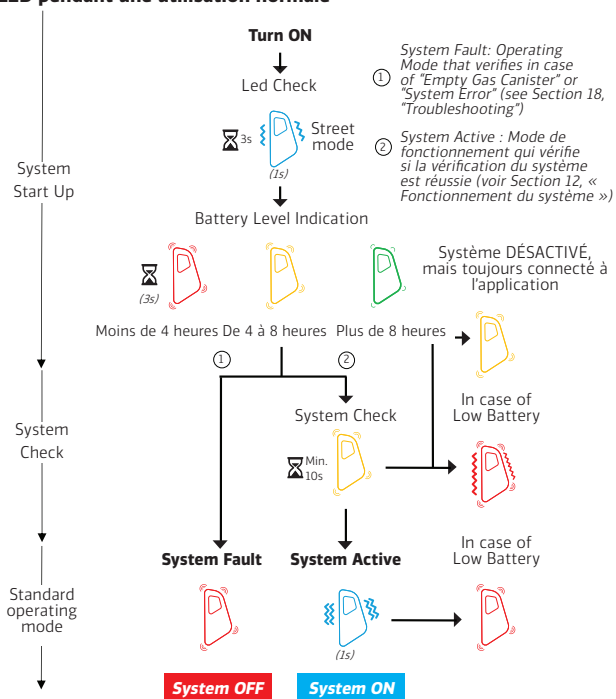 LED pendant une utilisation normale
Turn ON
Led Check
3s
Street
mode
(1s)
1
System Fault: Operating
Mode that verifies in case
of "Empty Gas Canister" or
"System Error" (see Section 18,
"Troubleshooting")
2
System Active : Mode de
fonctionnement qui vérifie
si la vérification du système
est réussie (voir Section 12, «
Fonctionnement du système »)
System
Start Up
Battery Level Indication
(3s)
Système DÉSACTIVÉ,
mais toujours connecté à
l'application
Moins de 4 heures De 4 à 8 heures Plus de 8 heures
1
2
System
Check
System Check
Min.
10s
In case of
Low Battery
System Fault
System Active
In case of
Low Battery
Standard
operating
mode
(1s)
System OFF
System ON